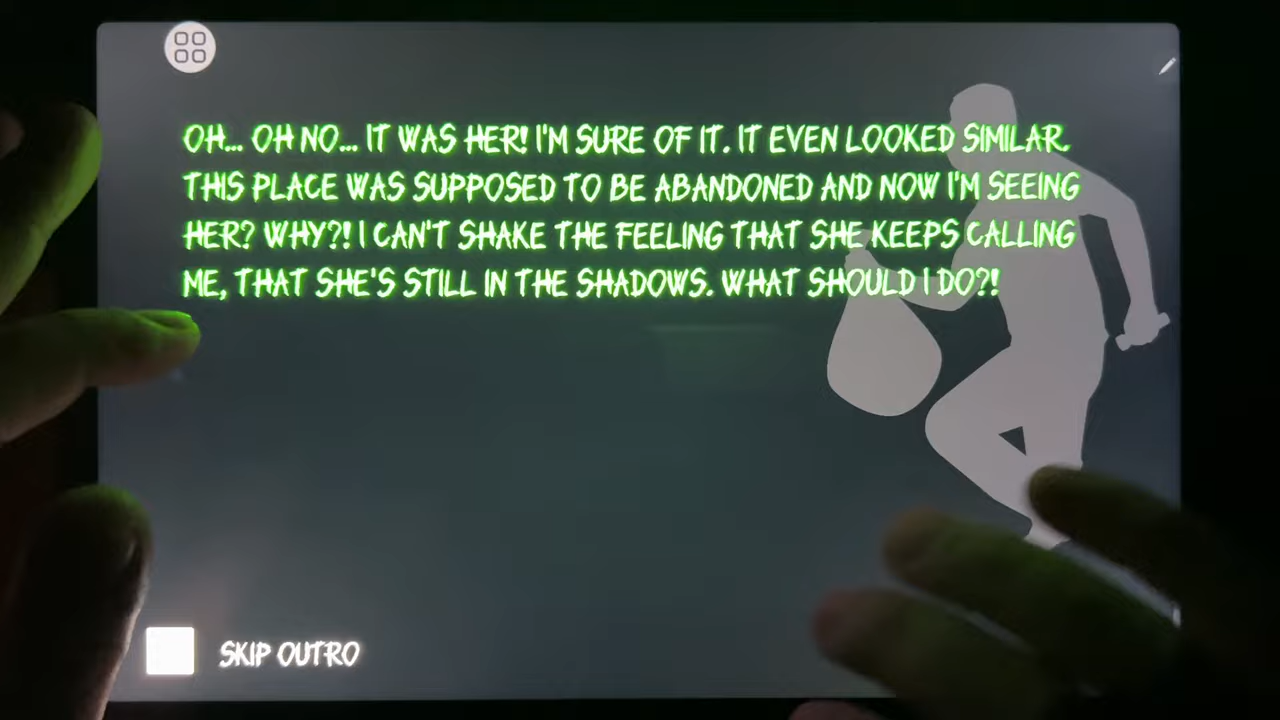 OH... OH NO... IT WAS HER! I'M SURE OF IT. IT EVEN LOOKED SIMILAR.
THIS PLACE WAS SUPPOSED TO BE ABANDONED AND NOW I'M SEEING
HER? WHY?! I CAN'T SHAKE THE FEELING THAT SHE KEEPS CALLING
ME, THAT SHE'S STILL IN THE SHADOWS. WHAT SHOULD I DO?!
SKIP OUTRO